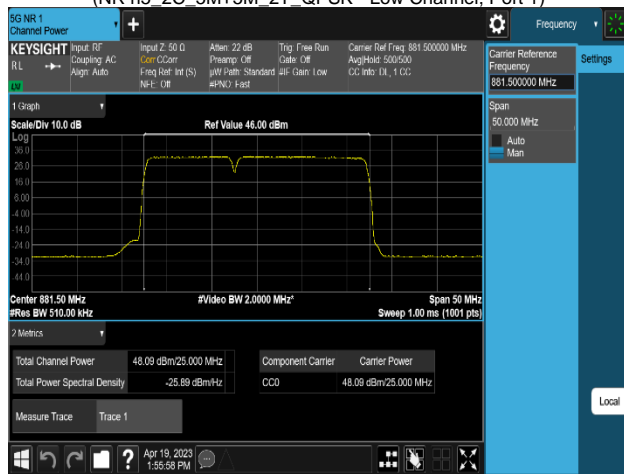 (NR n5_2C_5M15M_2T_QPSK - Low Channel, Port 1)
5G NR 1
Channel Power
Frequency
KEYSIGHT
RL
Input: RF
Coupling: AC
Align: Auto
Input Z: 50 Ω
Corr CCorr
Freq Ref: Int (S)
NFE: Off
Atten: 22 dB
Preamp: Off
µW Path: Standard
#PNO: Fast
Trig: Free Run
Gate: Off
#IF Gain: Low
Carrier Ref Freq: 881.500000 MHz
Avg|Hold: 500/500
CC Info: DL, 1 CC
LV
Carrier Reference
Frequency
881.500000 MHz
Settings
Span
50.000 MHz
Auto
Man
1 Graph
Scale/Div 10.0 dB
Ref Value 46.00 dBm
Log
36.0
26.0
16.0
6.00
-4.00
-14.0
-24.0
-34.0
-44.0
Center 881.50 MHz
#Video BW 2.0000 MHz*
Span 50 MHz
#Res BW 510.00 kHz
Sweep 1.00 ms (1001 pts)
2 Metrics
Total Channel Power
48.09 dBm/25.000 MHz
Total Power Spectral Density
-25.89 dBm/Hz
Component Carrier
Carrier Power
CC0
48.09 dBm/25.000 MHz
Measure Trace
Trace 1
Local
?
Apr 19, 2023
1:55:58 PM